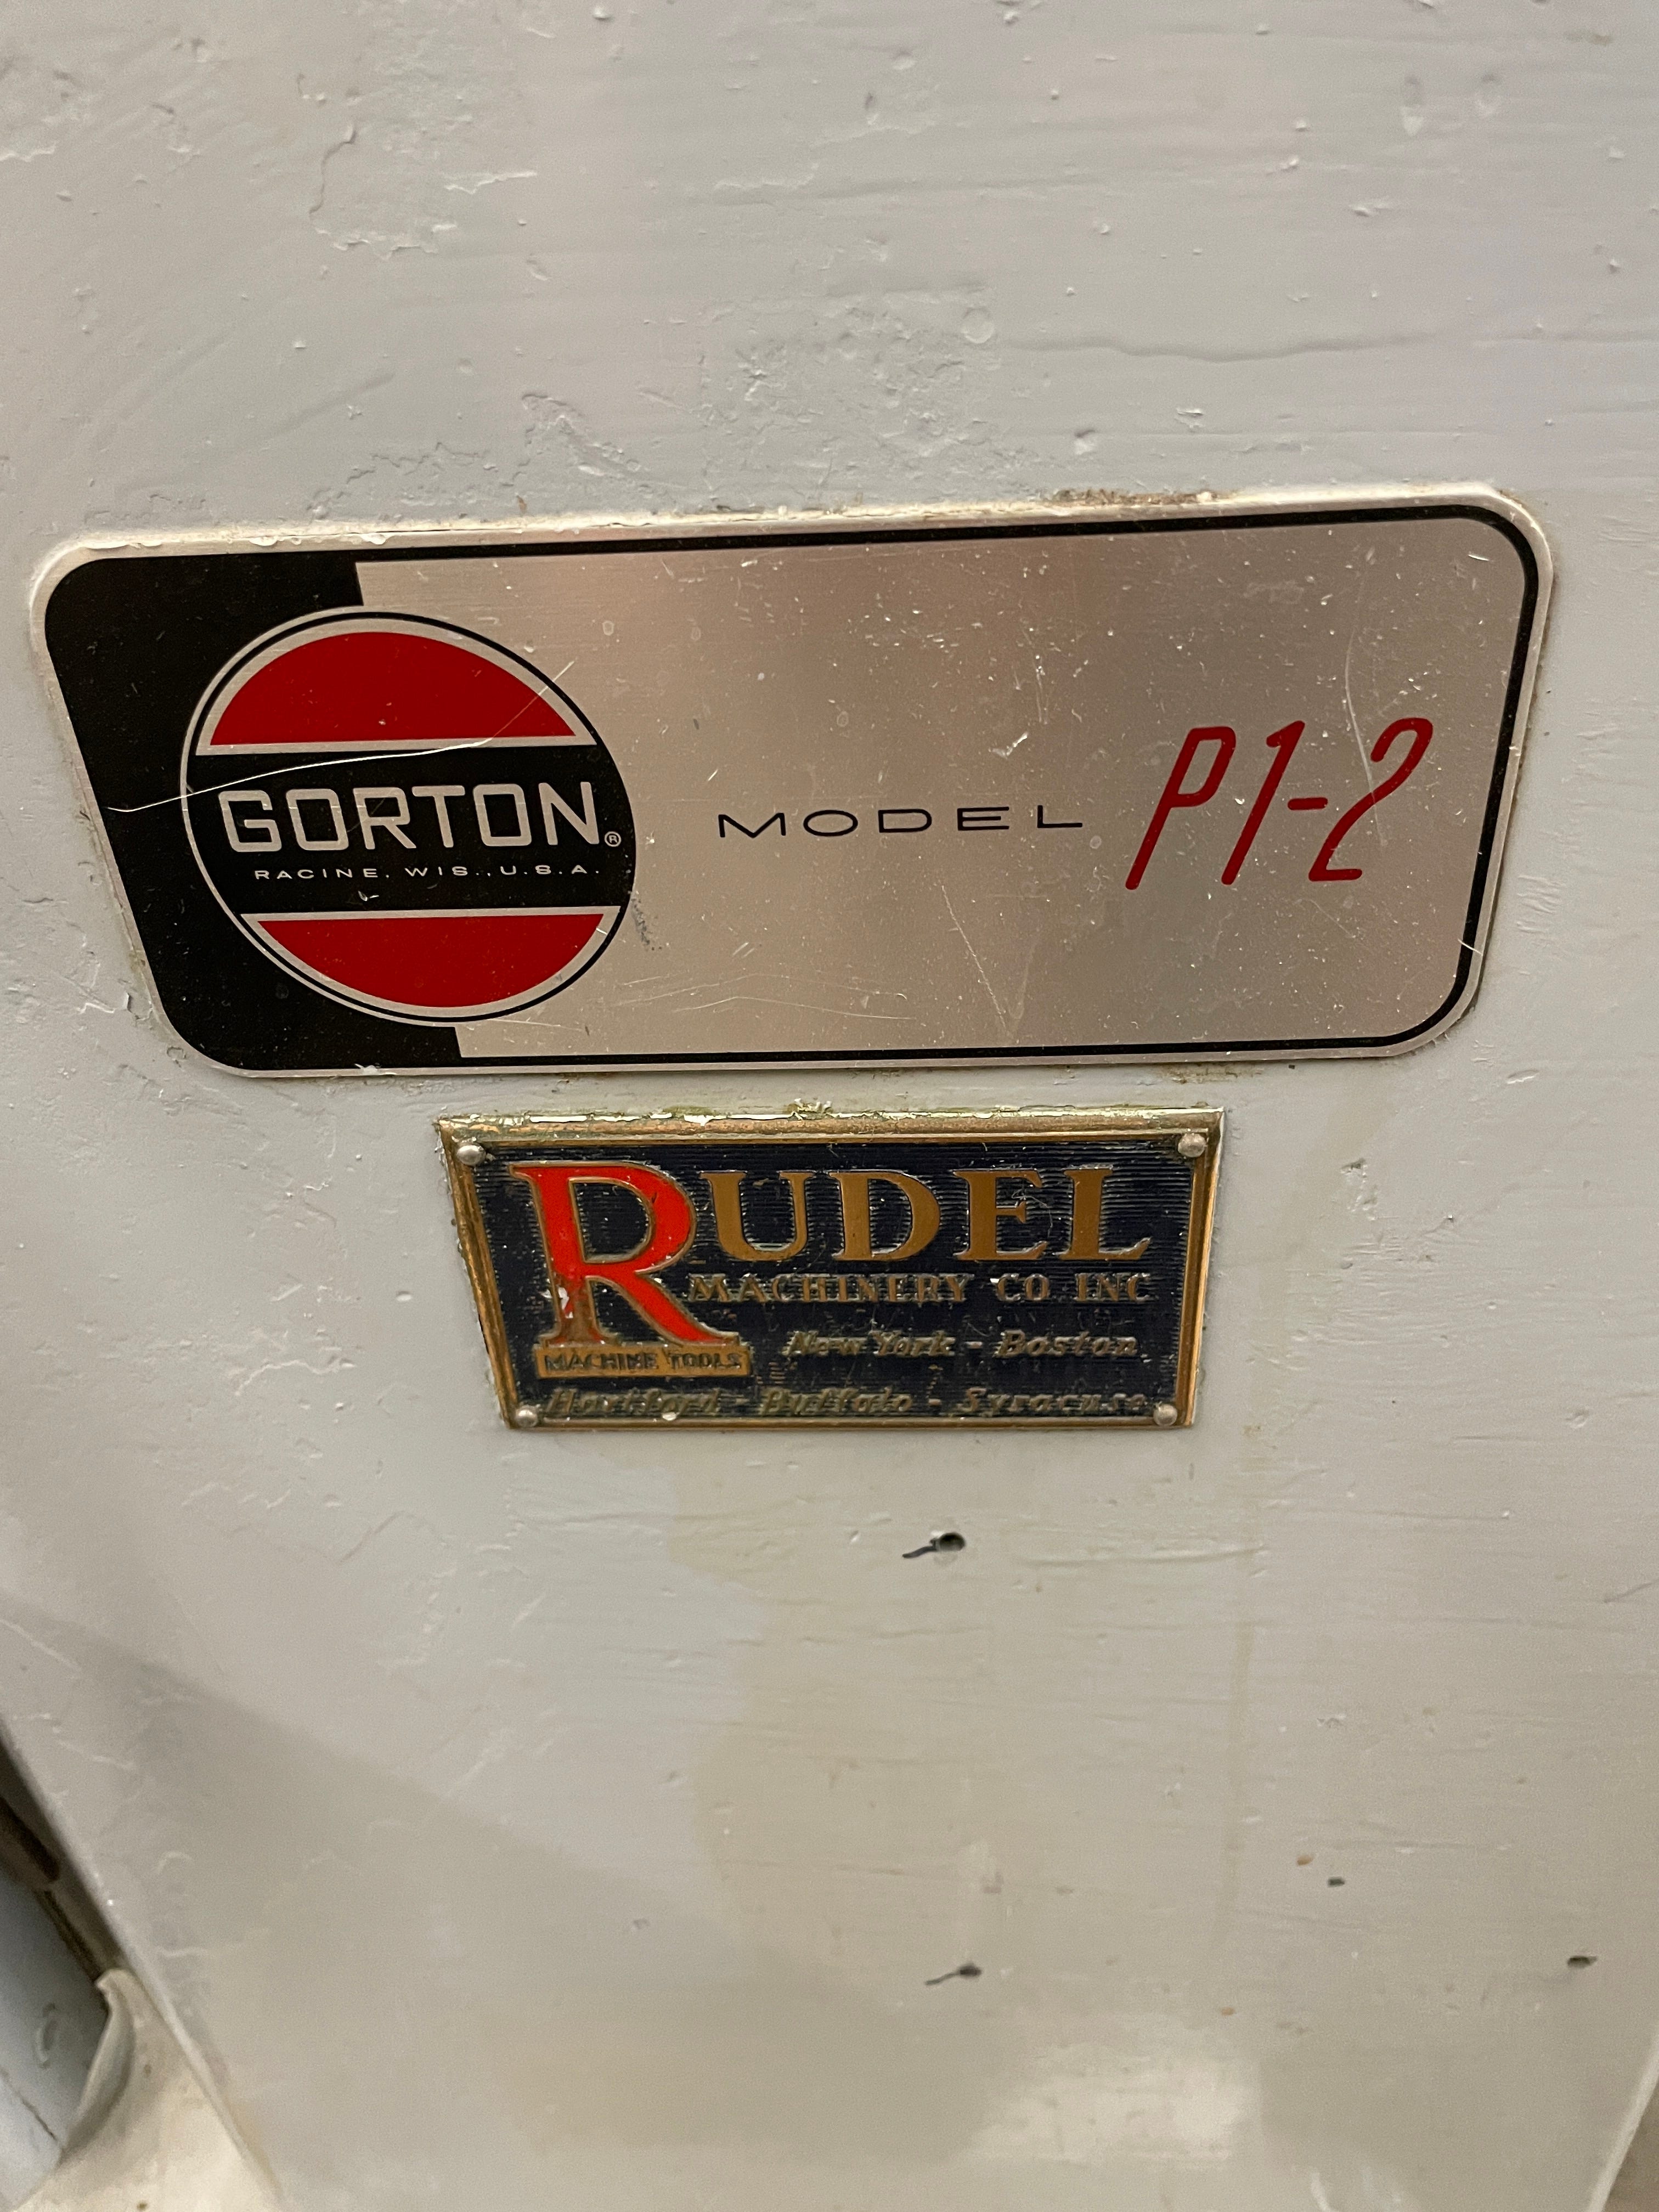 GORTON®
RACINE, WIS., U.S.A.
MODEL P1-2
RUDEL
MACHINERY CO INC
MACHINE TOOLS
New York - Boston
Hartford - Buffalo - Syracuse